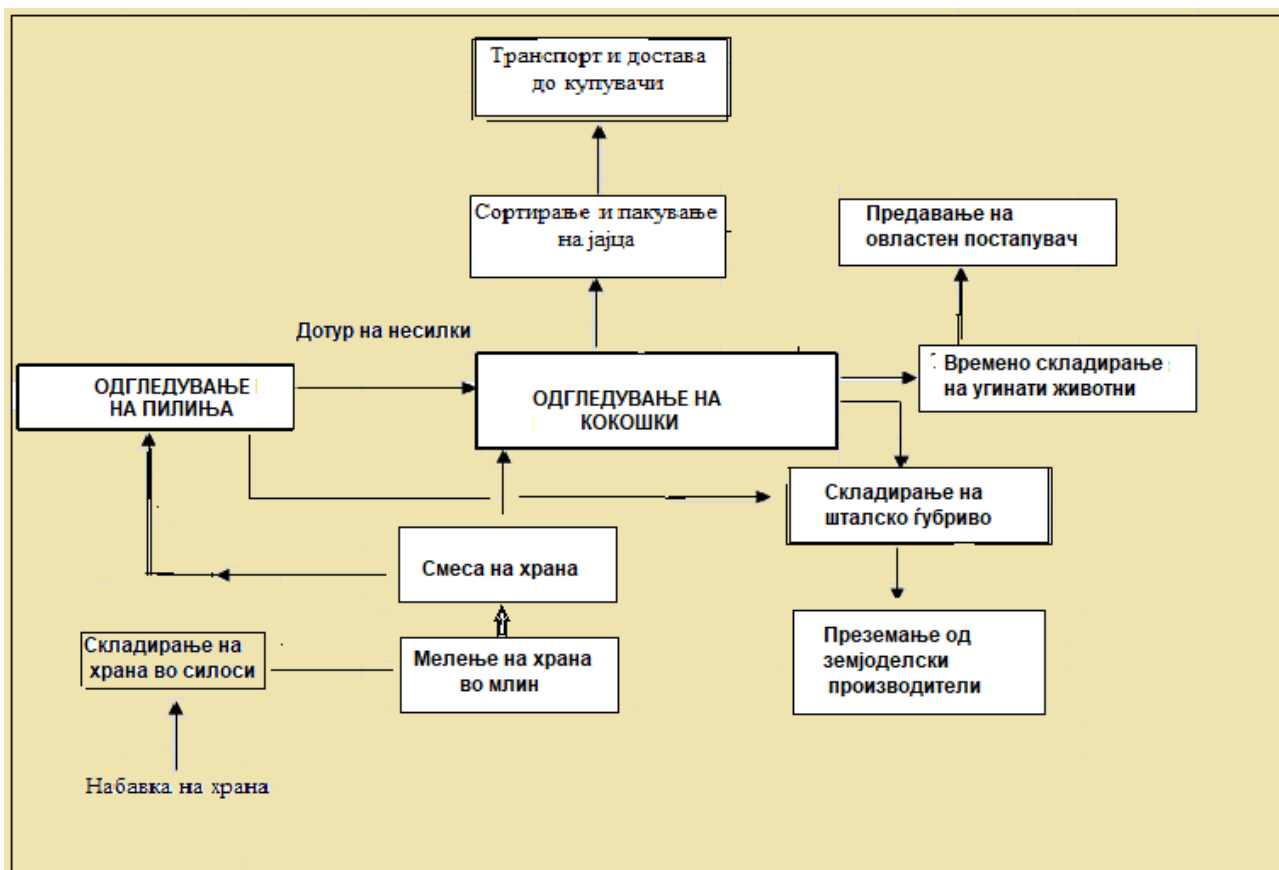 Транспорт и достава
до купувачи
Сортирање и пакување
на јајца
Предавање на
овластен постапувач
Дотур на несилки
ОДГЛЕДУВАЊЕ
НА ПИЛИЊА
ОДГЛЕДУВАЊЕ НА
КОКОШКИ
Времено складирање
на угинати животни
Складирање на
шталско ѓубриво
Смеса на храна
Складирање на
храна во силоси
Мелење на храна
во млин
Преземање од
земјоделски
производители
Набавка на храна